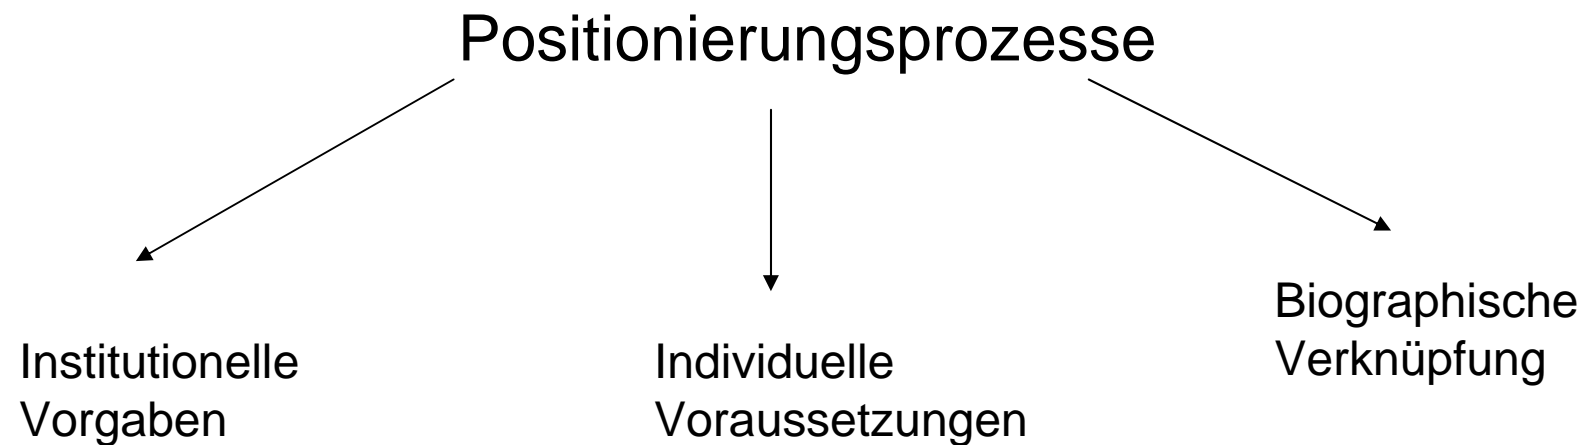 Positionierungsprozesse
Institutionelle
Vorgaben
Individuelle
Voraussetzungen
Biographische
Verknüpfung